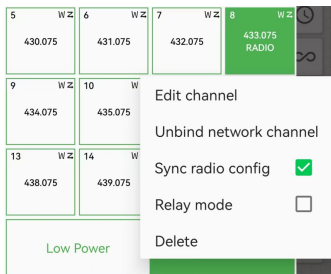 5 W Z 6 W Z 7 W Z 8 W Z
430.075 431.075 432.075 433.075
RADIO
9 W Z 10 W
434.075 435.075
13 W Z 14 W
438.075 439.075
Edit channel
Unbind network channel
Sync radio config
Relay mode
Delete
Low Power